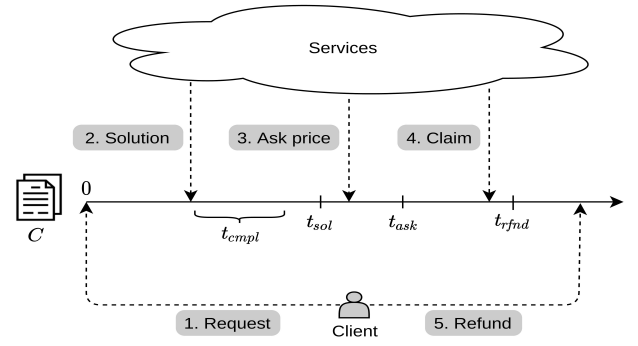 Services
2. Solution
3. Ask price
4. Claim
0
C
t_cmpl
t_sol
t_ask
t_rfnd
1. Request
5. Refund
Client